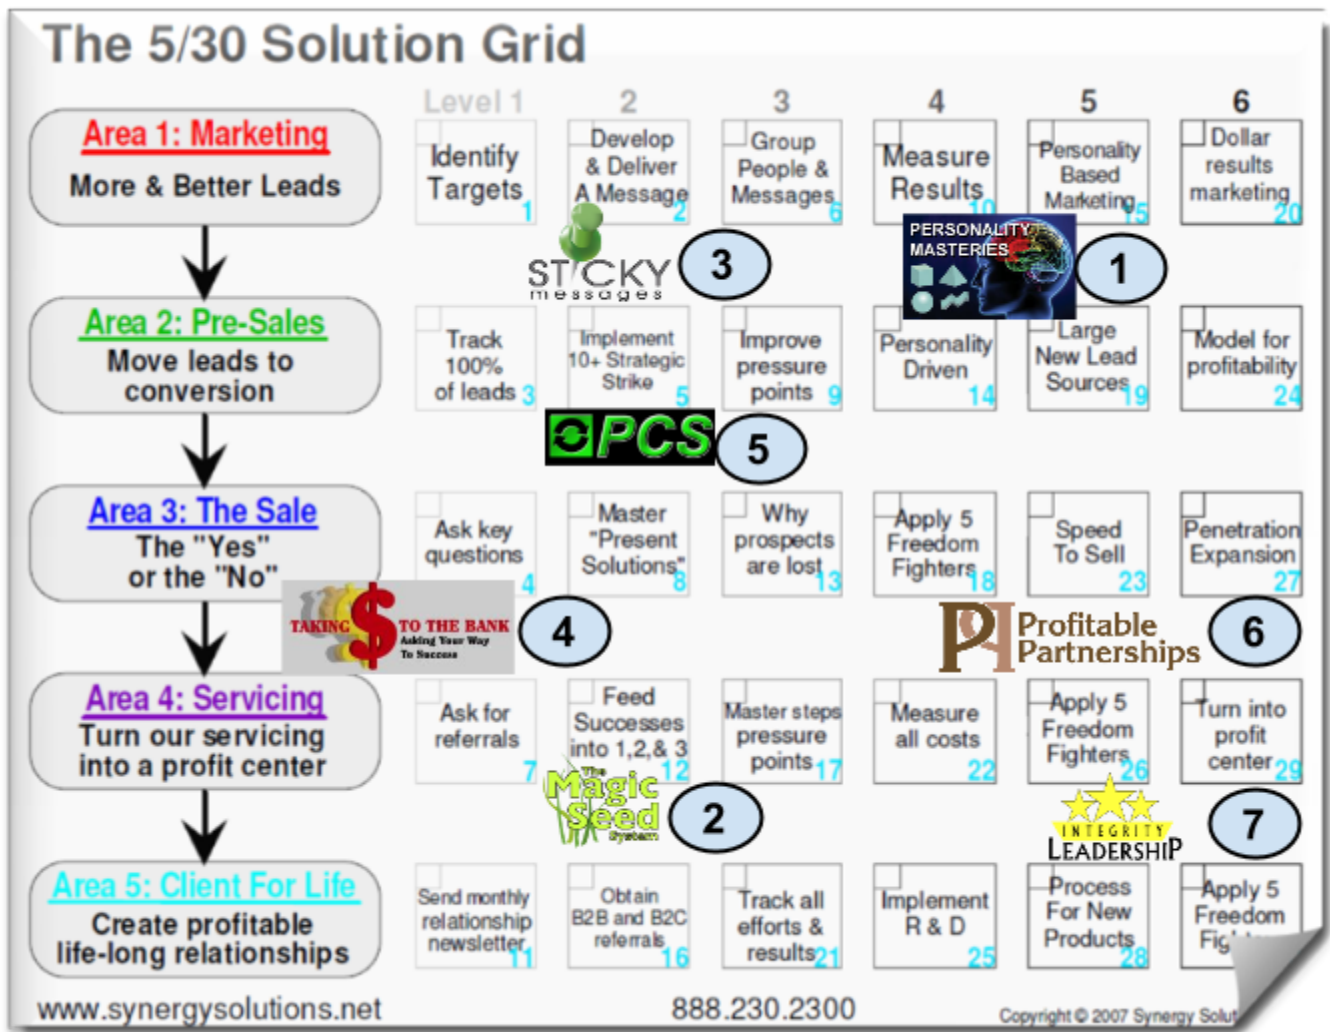 The 5/30 Solution Grid
Level 1 2 3 4 5 6
Area 1: Marketing
More & Better Leads
Identify
Targets
1
Develop
& Deliver
A Message
2
Group
People &
Messages
6
Measure
Results
10
Personality
Based
Marketing
15
Dollar
results
marketing
20
STICKY
messages
3
PERSONALITY
MASTERIES
1
Area 2: Pre-Sales
Move leads to
conversion
Track
100%
of leads 3
Implement
10+ Strategic
Strike
5
Improve
pressure
points 9
Personality
Driven
14
Large
New Lead
Sources
19
Model for
profitability
24
PCS
5
Area 3: The Sale
The "Yes"
or the "No"
Ask key
questions
4
Master
"Present
Solutions"
8
Why
prospects
are lost
13
Apply 5
Freedom
Fighters
18
Speed
To Sell
23
Penetration
Expansion
27
TAKING $ TO THE BANK
Asking Your Way
To Success
4
Profitable
Partnerships
6
Area 4: Servicing
Turn our servicing
into a profit center
Ask for
referrals
7
Feed
Successes
into 1,2,& 3
12
Master steps
pressure
points 17
Measure
all costs
22
Apply 5
Freedom
Fighters
26
Turn into
profit
center
29
The
Magic
Seed
System
2
INTEGRITY
LEADERSHIP
7
Area 5: Client For Life
Create profitable
life-long relationships
Send monthly
relationship
newsletter
11
Obtain
B2B and B2C
referrals
16
Track all
efforts &
results 21
Implement
R & D
25
Process
For New
Products
28
Apply 5
Freedom
www.synergysolutions.net
888.230.2300
Copyright © 2007 Synergy